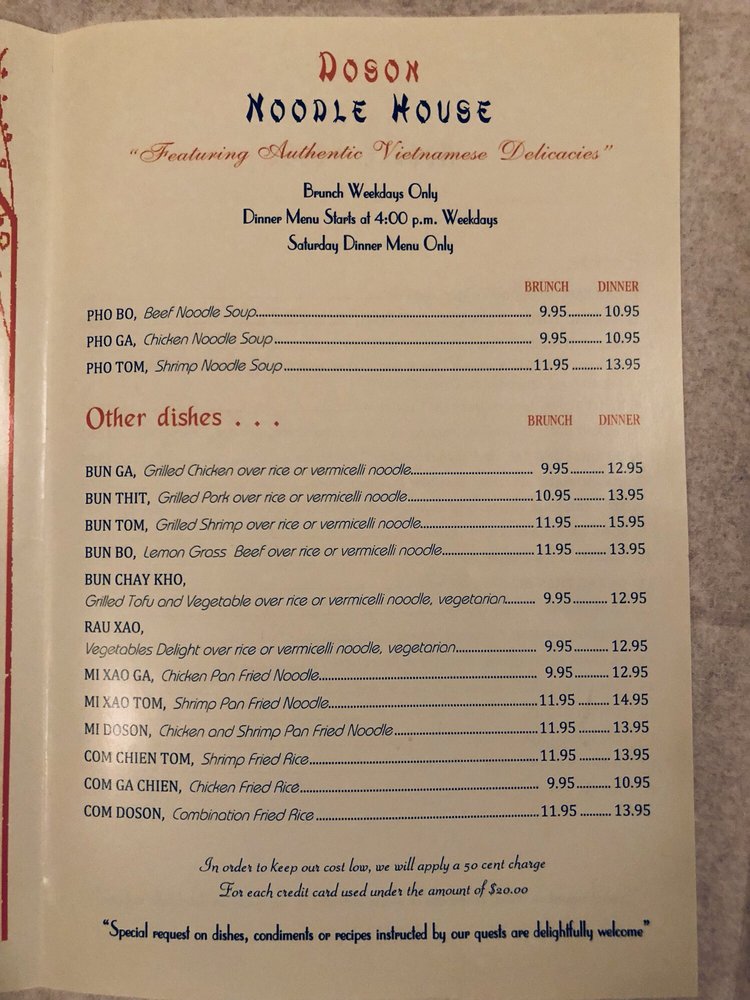 Doson
Noodle House
"Featuring Authentic Vietnamese Delicacies"
Brunch Weekdays Only
Dinner Menu Starts at 4:00 p.m. Weekdays
Saturday Dinner Menu Only
BRUNCH DINNER
PHO BO, Beef Noodle Soup 9.95 10.95
PHO GA, Chicken Noodle Soup 9.95 10.95
PHO TOM, Shrimp Noodle Soup 11.95 13.95
Other dishes . . . BRUNCH DINNER
BUN GA, Grilled Chicken over rice or vermicelli noodle 9.95 12.95
BUN THIT, Grilled Pork over rice or vermicelli noodle 10.95 13.95
BUN TOM, Grilled Shrimp over rice or vermicelli noodle 11.95 15.95
BUN BO, Lemon Grass Beef over rice or vermicelli noodle 11.95 13.95
BUN CHAY KHO,
Grilled Tofu and Vegetable over rice or vermicelli noodle, vegetarian 9.95 12.95
RAU XAO,
Vegetables Delight over rice or vermicelli noodle, vegetarian 9.95 12.95
MI XAO GA, Chicken Pan Fried Noodle 9.95 12.95
MI XAO TOM, Shrimp Pan Fried Noodle 11.95 14.95
MI DOSON, Chicken and Shrimp Pan Fried Noodle 11.95 13.95
COM CHIEN TOM, Shrimp Fried Rice 11.95 13.95
COM GA CHIEN, Chicken Fried Rice 9.95 10.95
COM DOSON, Combination Fried Rice 11.95 13.95
In order to keep our cost low, we will apply a 50 cent charge
For each credit card used under the amount of $20.00
"Special request on dishes, condiments or recipes instructed by our quests are delightfully welcome"